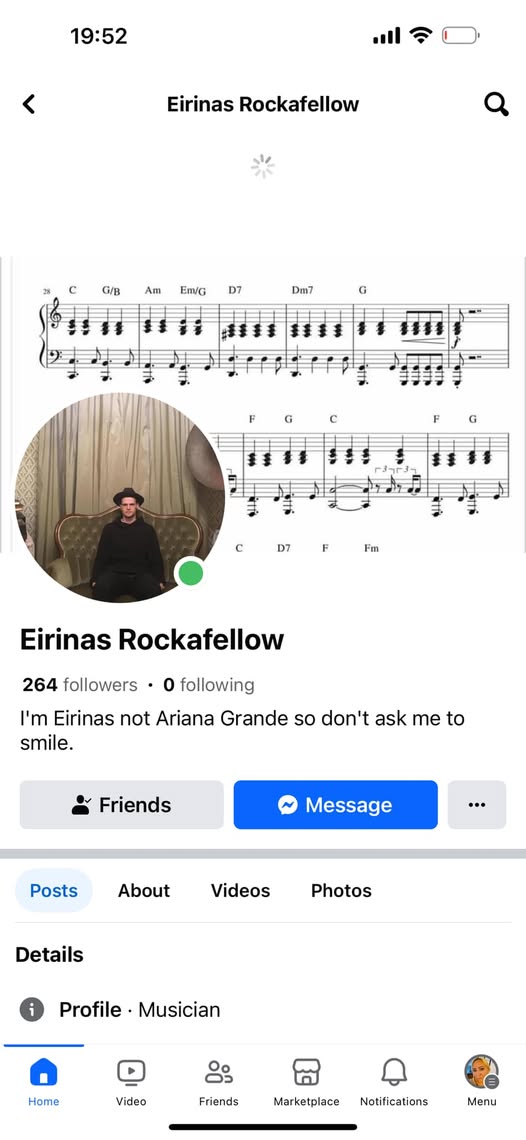 19:52
Eirinas Rockafellow
28 C G/B Am Em/G D7 Dm7 G
F G C F G
3 3
C D7 F Fm
Eirinas Rockafellow
264 followers · 0 following
I'm Eirinas not Ariana Grande so don't ask me to
smile.
Friends Message
Posts About Videos Photos
Details
Profile · Musician
Home Video Friends Marketplace Notifications Menu